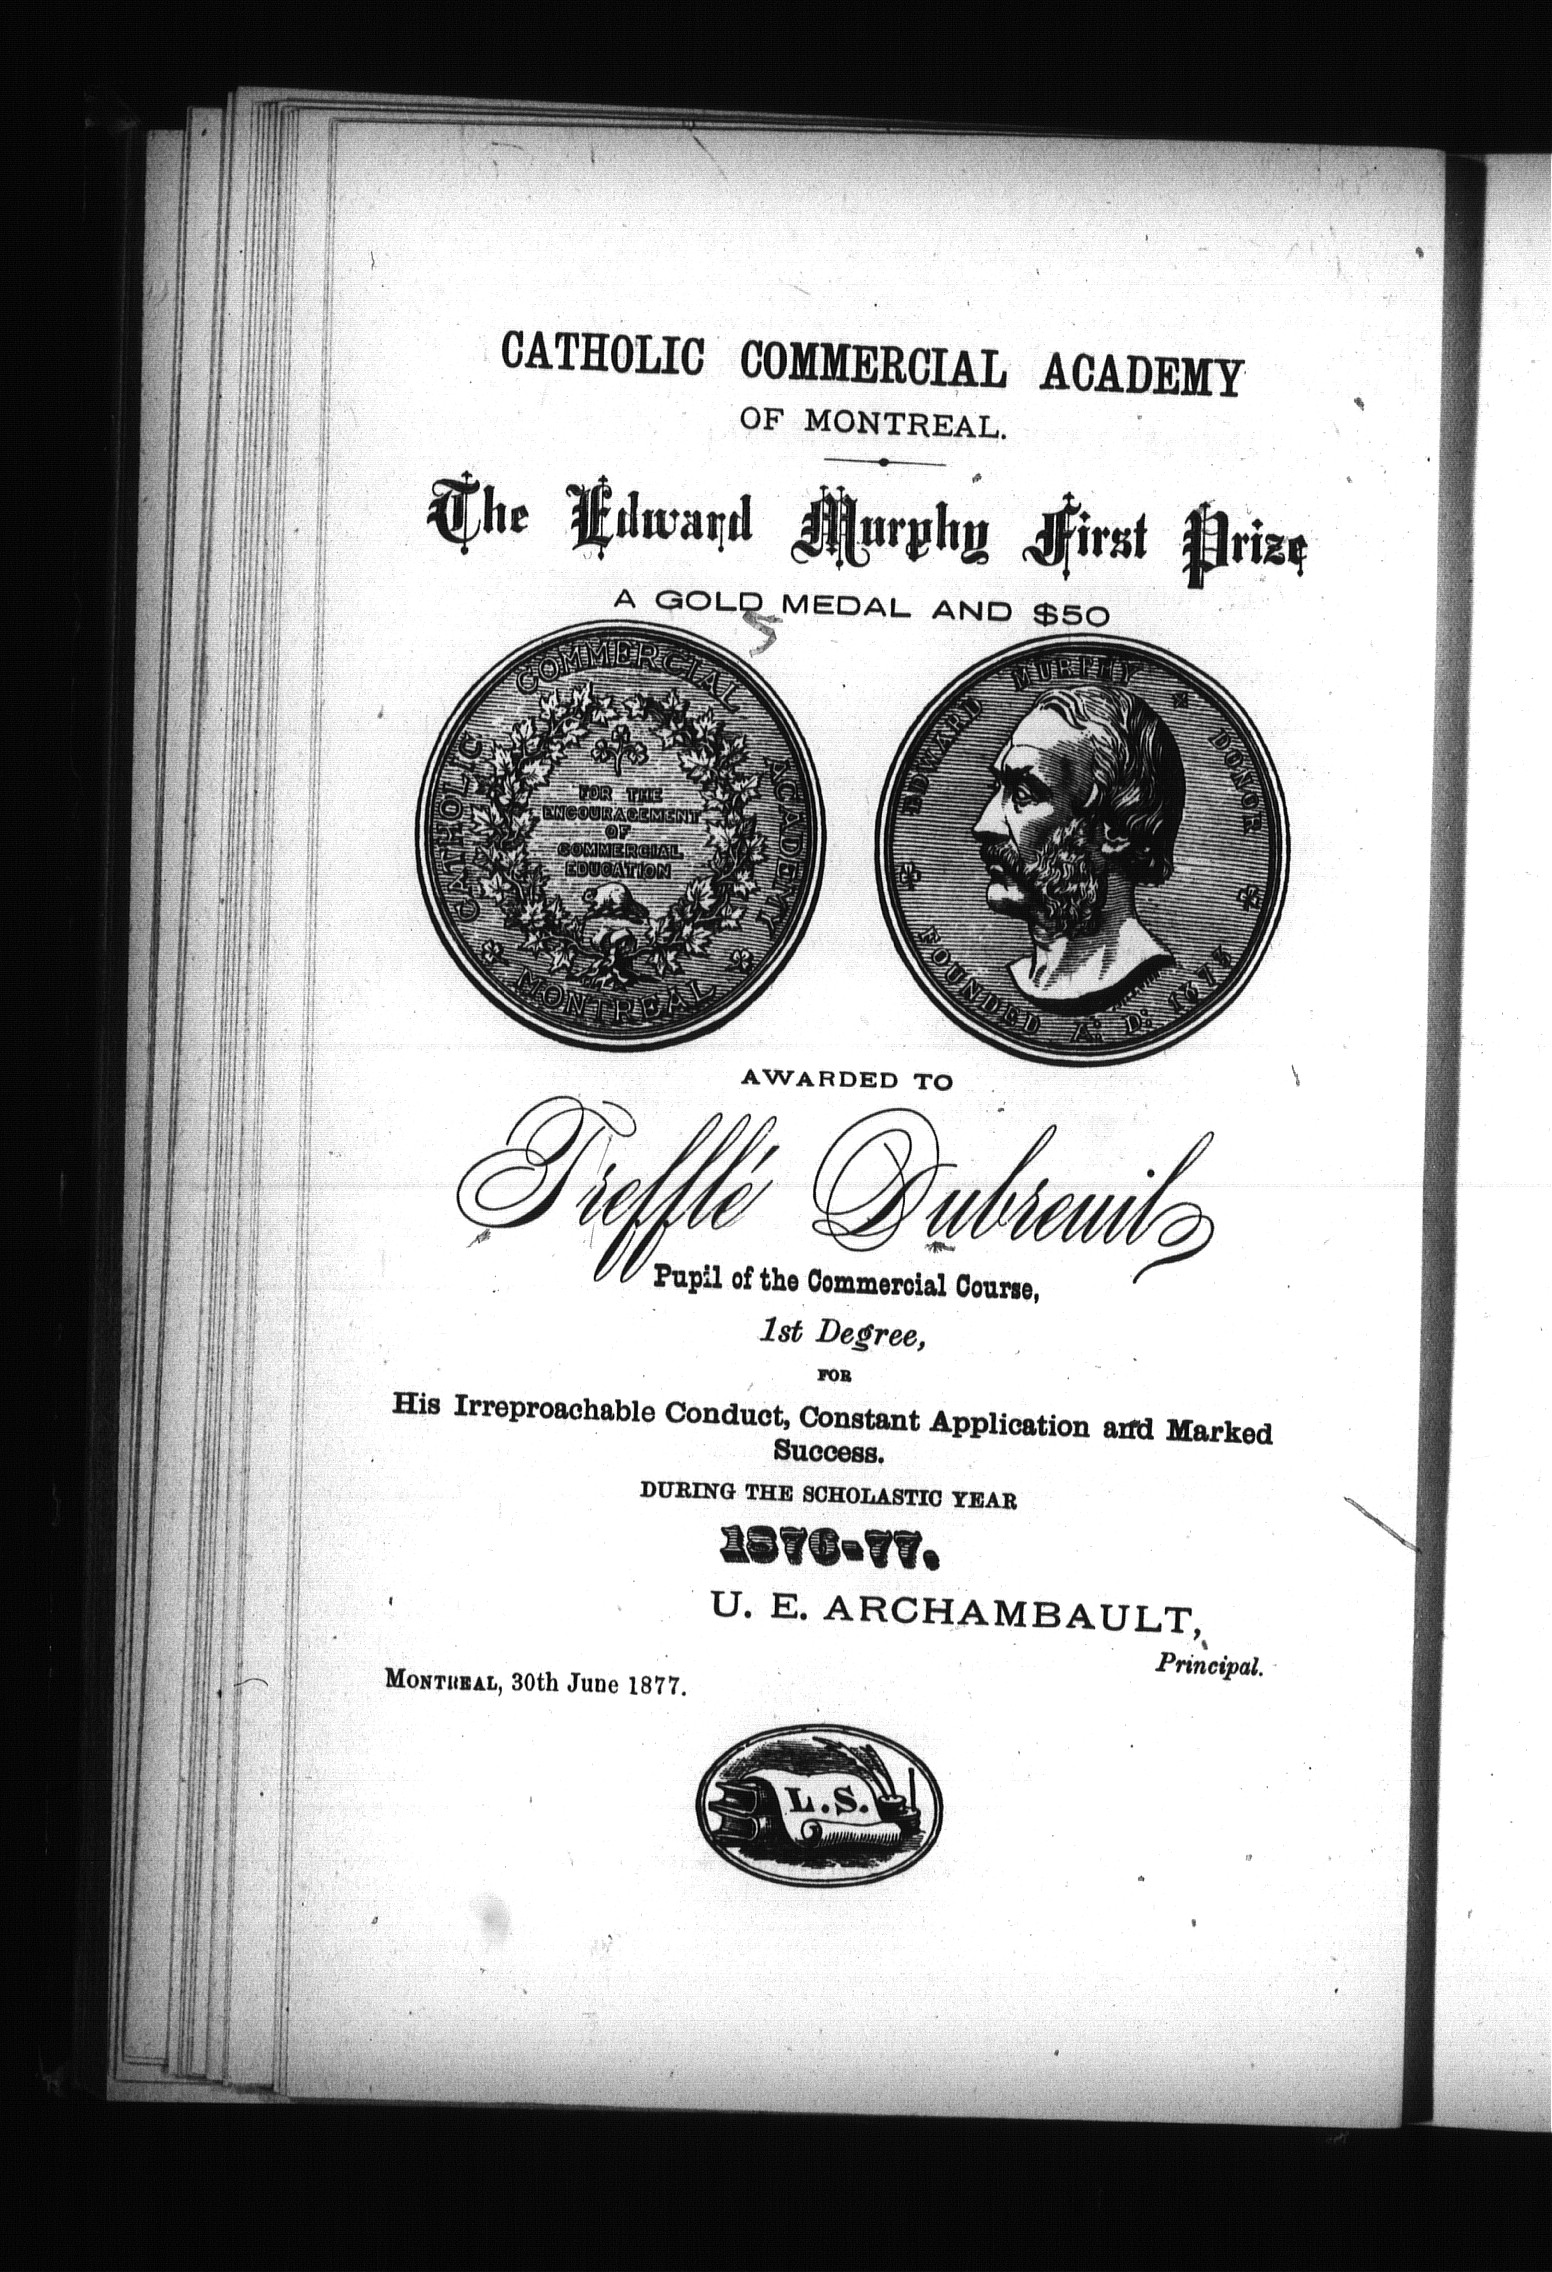 CATHOLIC COMMERCIAL ACADEMY
OF MONTREAL.
The Edward Murphy First Prize
A GOLD MEDAL AND $50
CATHOLIC COMMERCIAL ACADEMY
MONTREAL
FOR THE
ENCOURAGEMENT
OF
COMMERCIAL
EDUCATION
EDWARD MURPHY DONOR
FOUNDED A: D: 1873
AWARDED TO
Trefflé Dubreuil
Pupil of the Commercial Course,
1st Degree,
FOR
His Irreproachable Conduct, Constant Application and Marked
Success.
DURING THE SCHOLASTIC YEAR
1876-77.
U. E. ARCHAMBAULT,
Principal.
MONTREAL, 30th June 1877.
L.S.